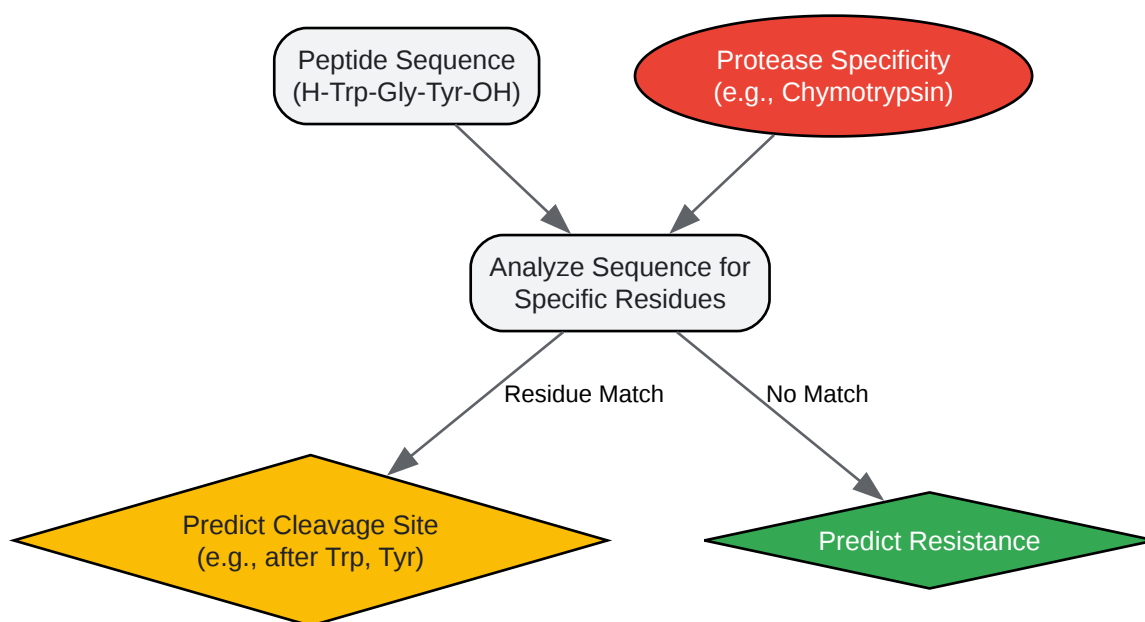 Peptide Sequence
(H-Trp-Gly-Tyr-OH)
Protease Specificity
(e.g., Chymotrypsin)
Analyze Sequence for
Specific Residues
Residue Match
No Match
Predict Cleavage Site
(e.g., after Trp, Tyr)
Predict Resistance